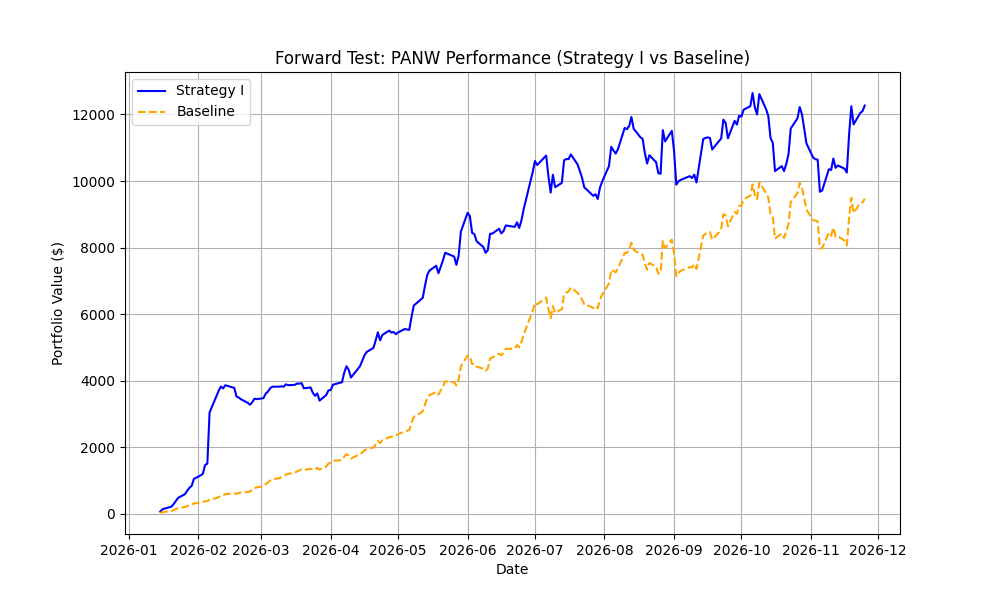 Forward Test: PANW Performance (Strategy I vs Baseline)
Strategy I
Baseline
Portfolio Value ($)
12000
10000
8000
6000
4000
2000
0
2026-01 2026-02 2026-03 2026-04 2026-05 2026-06 2026-07 2026-08 2026-09 2026-10 2026-11 2026-12
Date